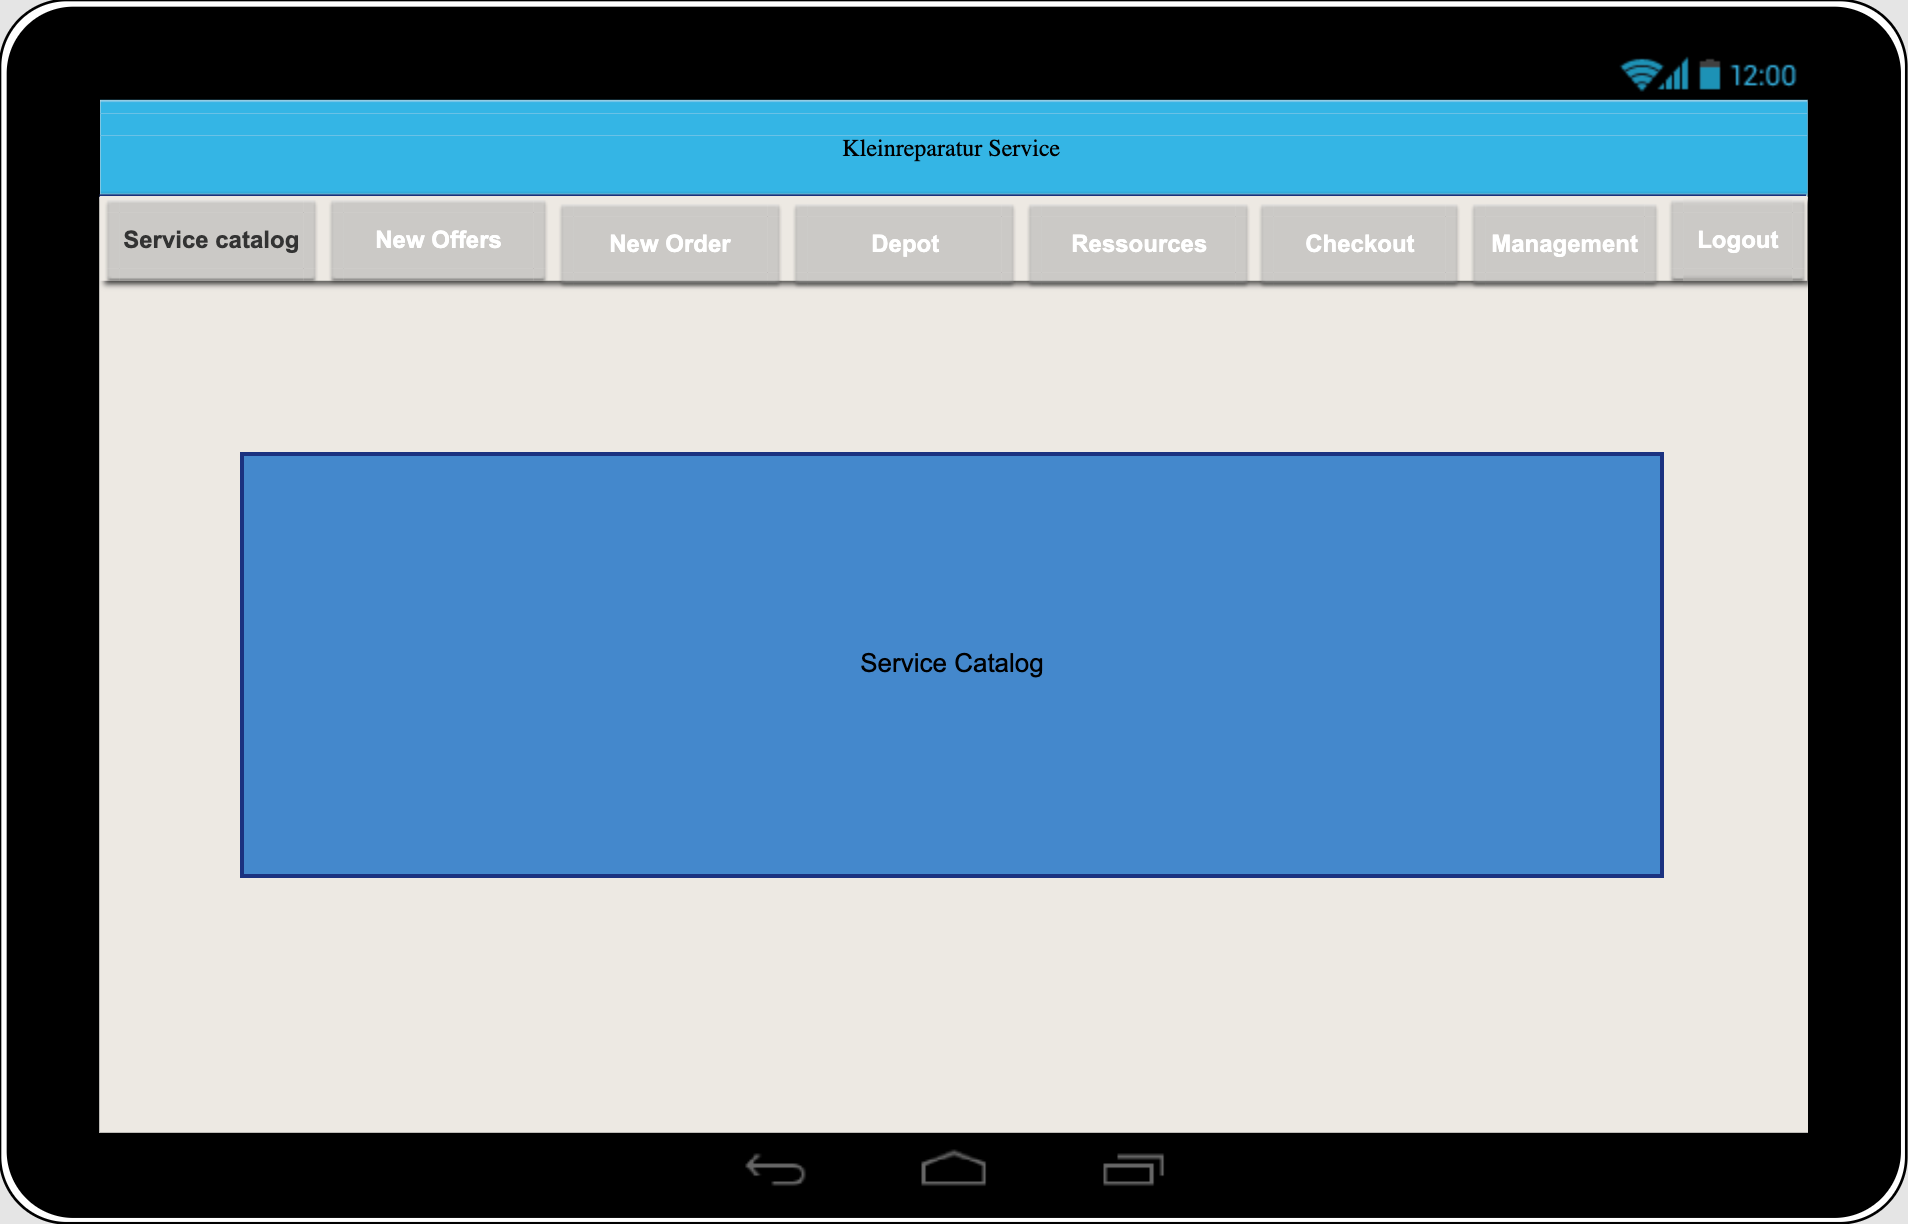 12:00
Kleinreparatur Service
Service catalog New Offers New Order Depot Ressources Checkout Management Logout
Service Catalog